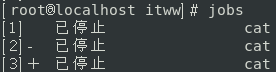 [root@localhost itww]# jobs
[1]   已停止               cat
[2]-  已停止               cat
[3]+  已停止               cat